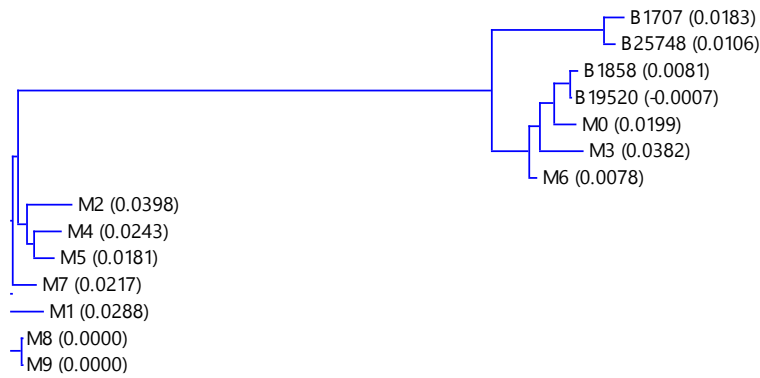 B1707 (0.0183)
B25748 (0.0106)
B1858 (0.0081)
B19520 (-0.0007)
M0 (0.0199)
M3 (0.0382)
M6 (0.0078)
M2 (0.0398)
M4 (0.0243)
M5 (0.0181)
M7 (0.0217)
M1 (0.0288)
M8 (0.0000)
M9 (0.0000)